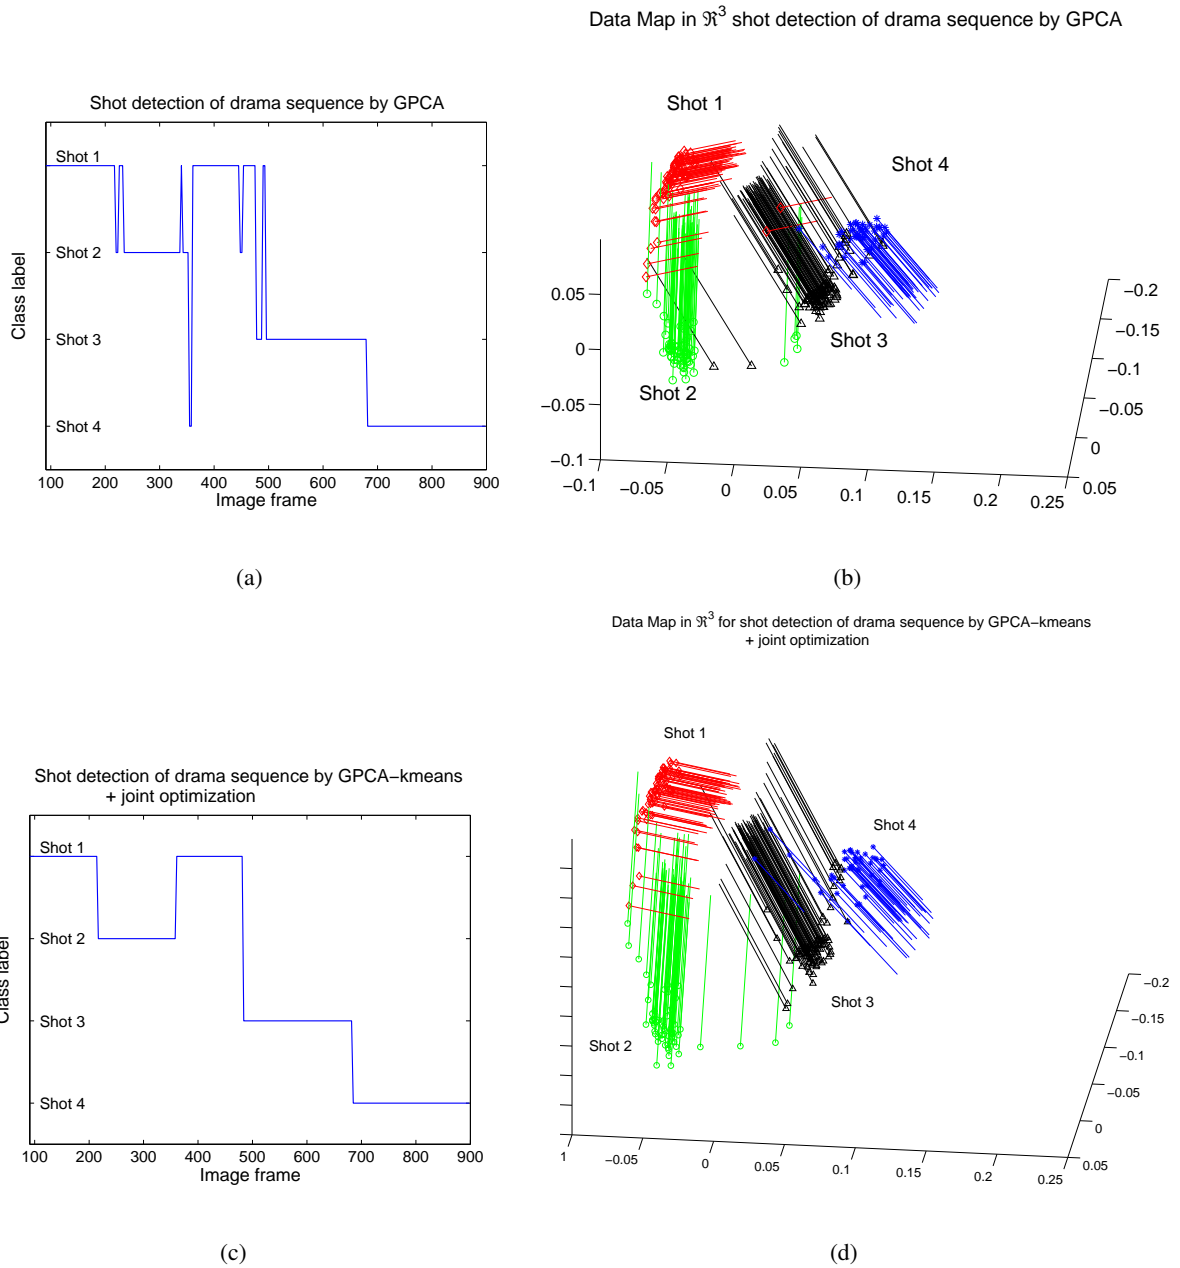 Data Map in ℜ3 shot detection of drama sequence by GPCA
Shot detection of drama sequence by GPCA
Shot 1
Shot 2
Shot 3
Shot 4
Class label
100 200 300 400 500 600 700 800 900
Image frame
(a)
Shot 1
Shot 4
Shot 3
Shot 2
0.05
0
−0.05
−0.1
−0.1 −0.05 0 0.05 0.1 0.15 0.2 0.25
−0.2
−0.15
−0.1
−0.05
0
0.05
(b)
Data Map in ℜ3 for shot detection of drama sequence by GPCA−kmeans
+ joint optimization
Shot detection of drama sequence by GPCA−kmeans
+ joint optimization
Shot 1
Shot 2
Shot 3
Shot 4
Class label
100 200 300 400 500 600 700 800 900
Image frame
(c)
Shot 1
Shot 4
Shot 3
Shot 2
1 −0.05 0 0.05 0.1 0.15 0.2 0.25
−0.2
−0.15
−0.1
−0.05
0
0.05
(d)